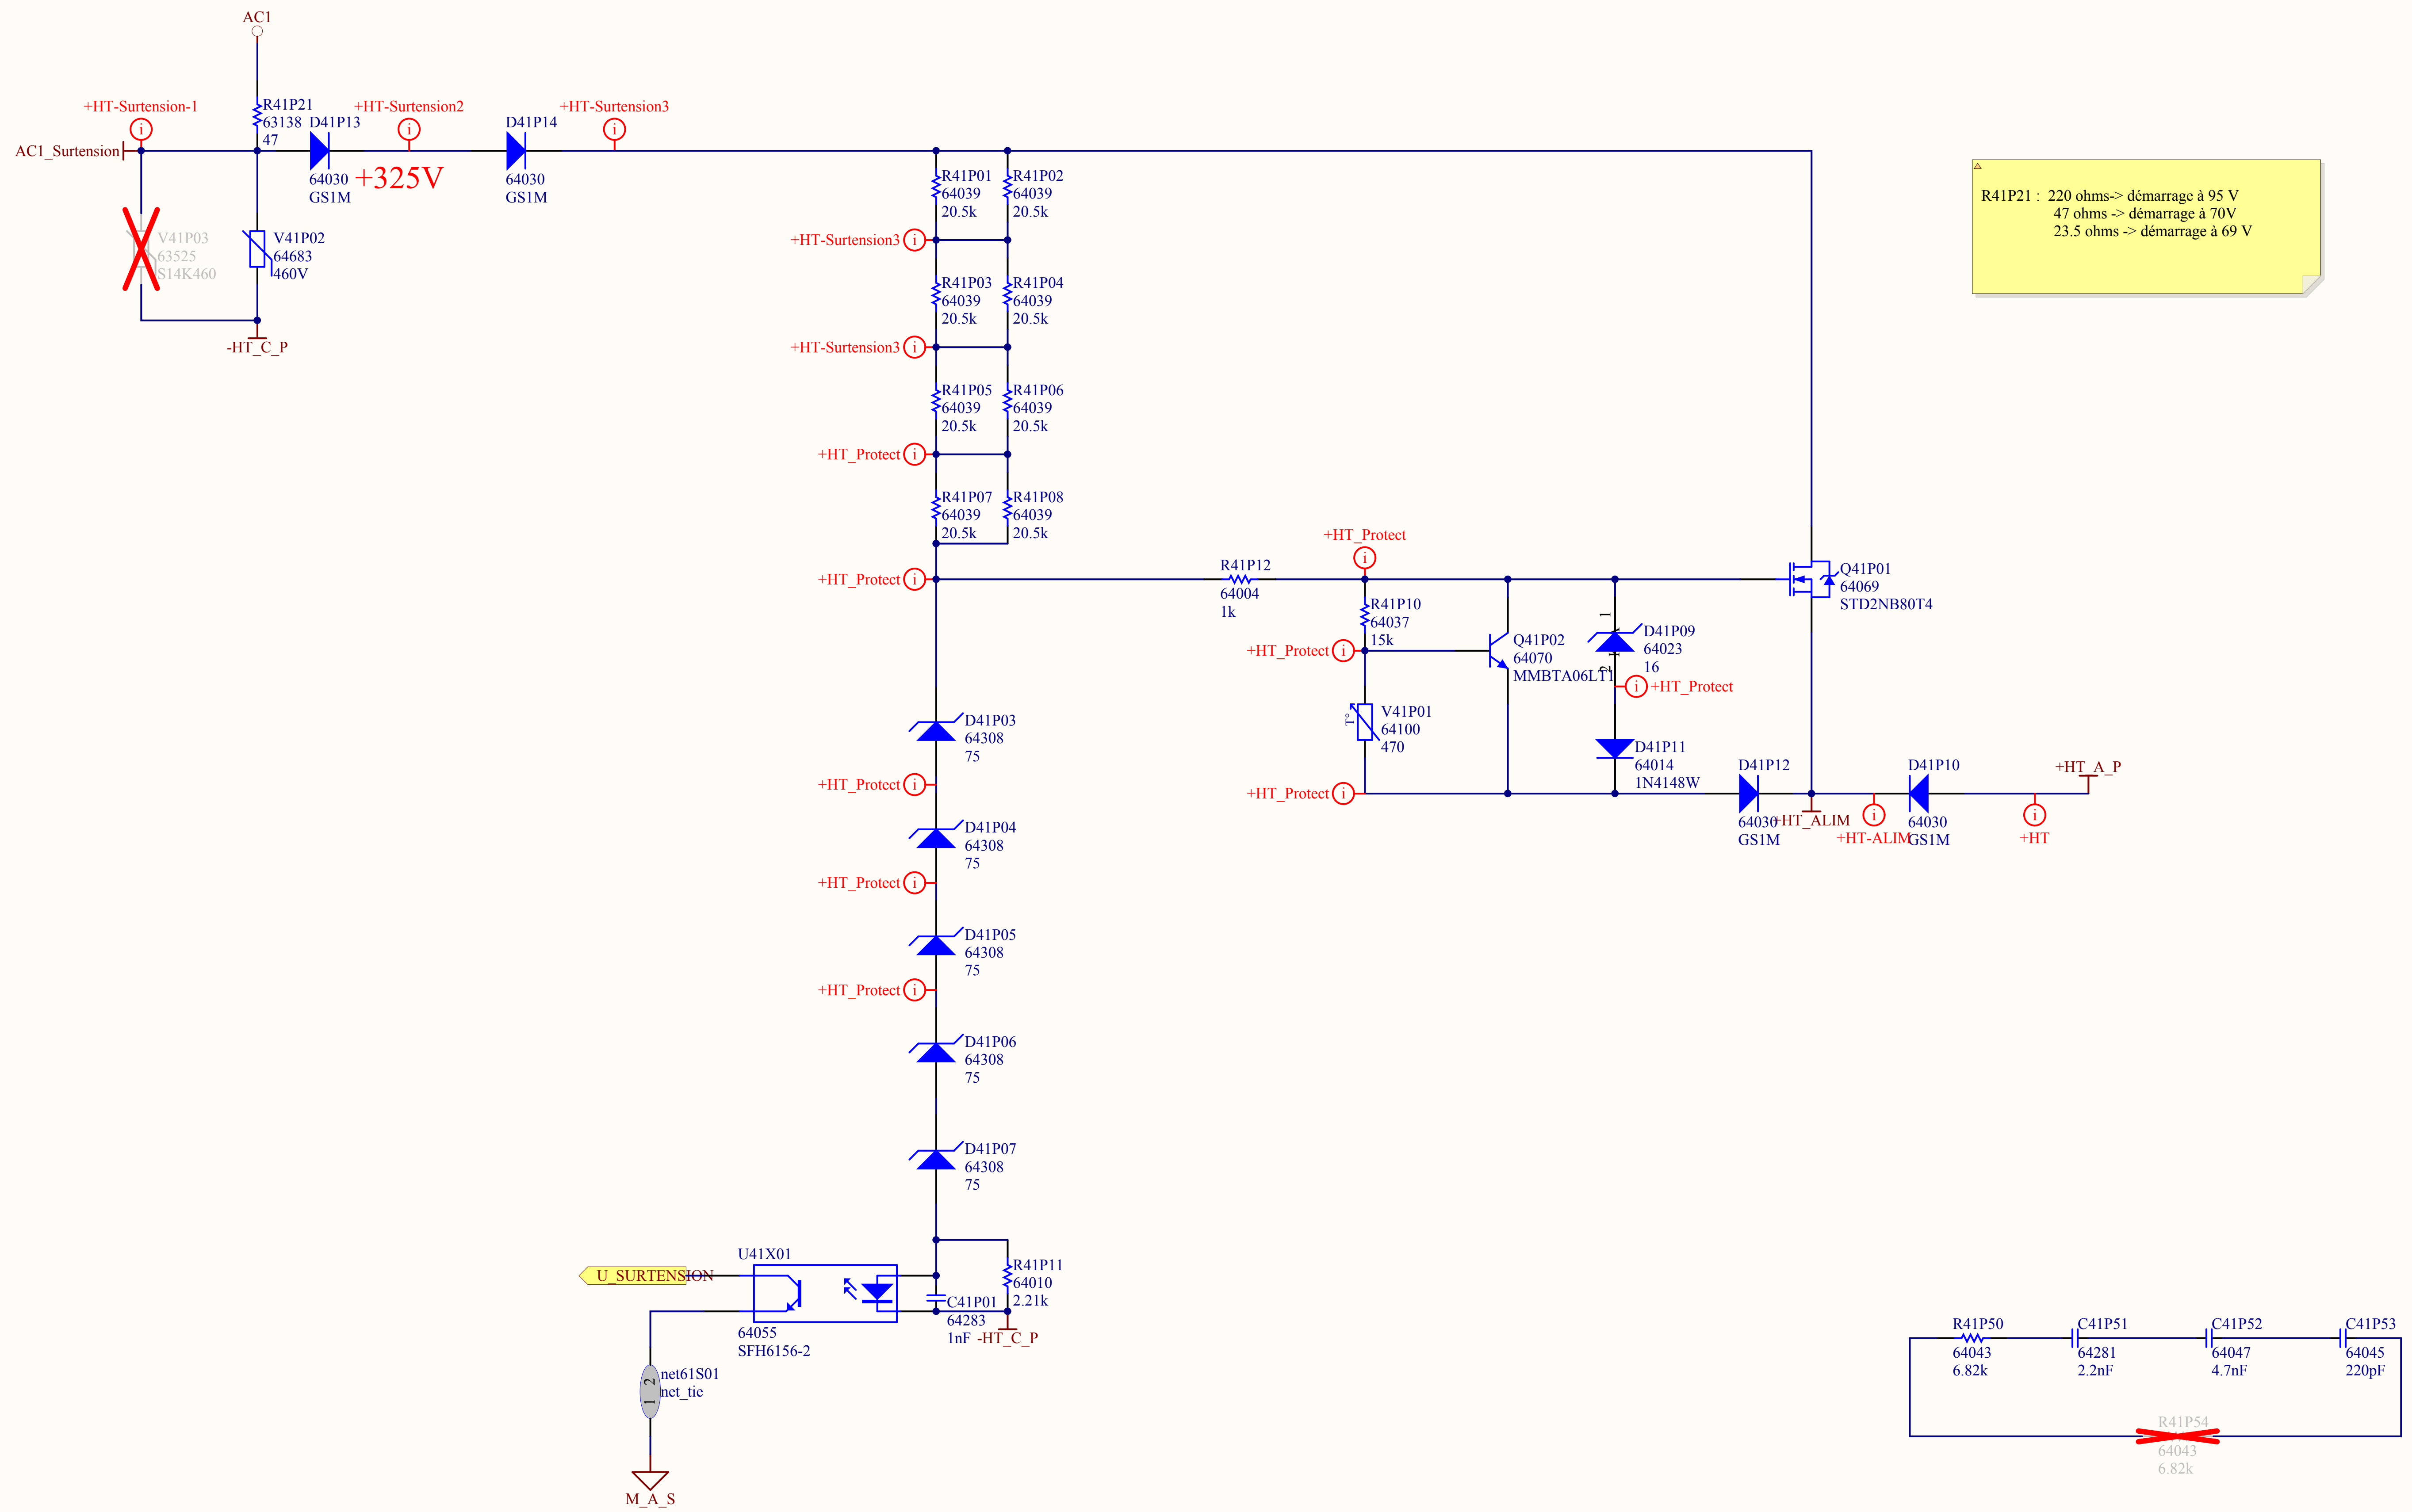 AC1
+HT-Surtension-1
R41P21
63138
47
+HT-Surtension2
+HT-Surtension3
i
i
i
D41P13
D41P14
AC1_Surtension
64030
GS1M
+325V
64030
GS1M
V41P03
63525
S14K460
V41P02
64683
460V
-HT_C_P
R41P01
64039
20.5k
R41P02
64039
20.5k
+HT-Surtension3
i
R41P03
64039
20.5k
R41P04
64039
20.5k
+HT-Surtension3
i
R41P05
64039
20.5k
R41P06
64039
20.5k
+HT_Protect
i
R41P07
64039
20.5k
R41P08
64039
20.5k
+HT_Protect
i
R41P21 : 220 ohms-> démarrage à 95 V
47 ohms -> démarrage à 70V
23.5 ohms -> démarrage à 69 V
R41P12
64004
1k
+HT_Protect
i
R41P10
64037
15k
+HT_Protect
i
Q41P02
64070
MMBTA06LT1
1
2
D41P09
64023
16
i
+HT_Protect
Q41P01
64069
STD2NB80T4
T°
V41P01
64100
470
D41P11
64014
1N4148W
+HT_Protect
i
D41P12
64030
GS1M
+HT_ALIM
i
+HT-ALIM
D41P10
64030
GS1M
+HT_A_P
i
+HT
D41P03
64308
75
+HT_Protect
i
D41P04
64308
75
+HT_Protect
i
D41P05
64308
75
+HT_Protect
i
D41P06
64308
75
D41P07
64308
75
U41X01
U_SURTENSION
64055
SFH6156-2
R41P11
64010
2.21k
C41P01
64283
1nF
-HT_C_P
net61S01
net_tie
2
1
M_A_S
R41P50
64043
6.82k
C41P51
64281
2.2nF
C41P52
64047
4.7nF
C41P53
64045
220pF
R41P54
64043
6.82k